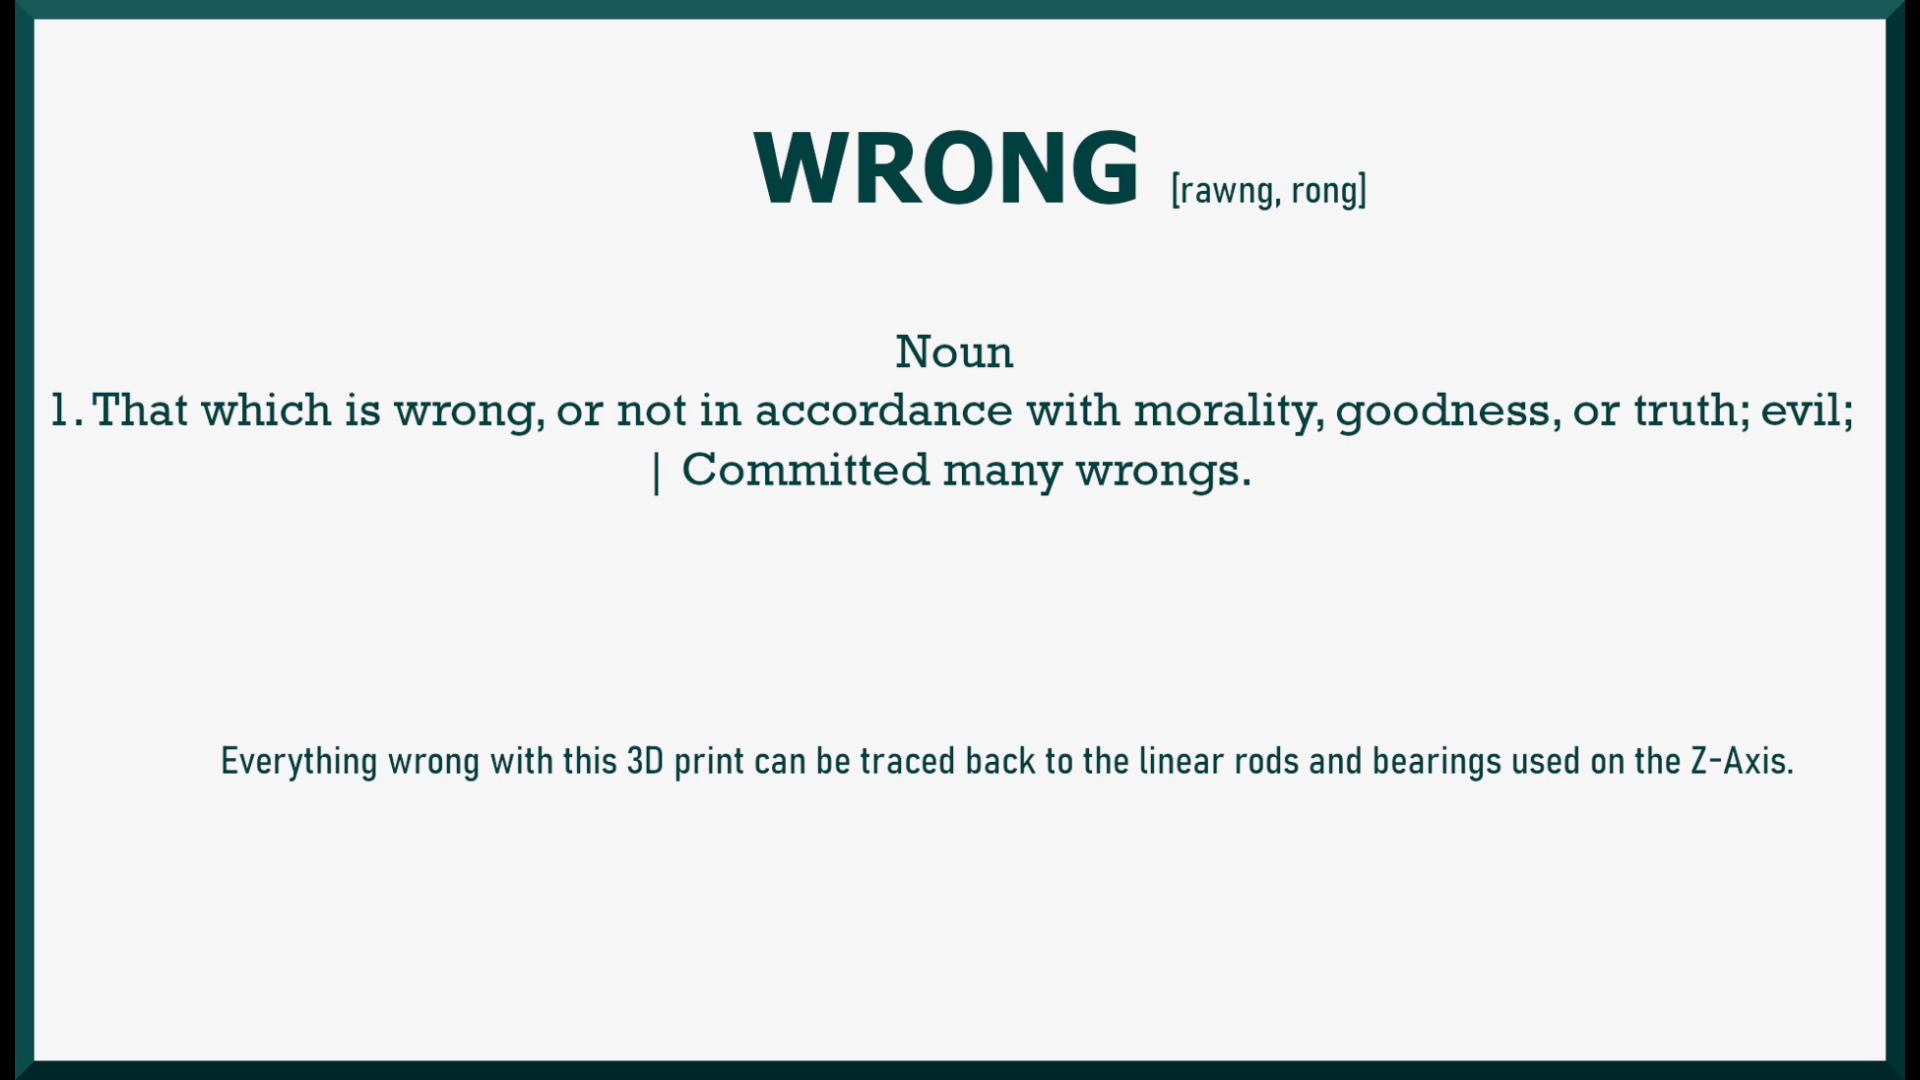 WRONG [rawng, rong]
Noun
1. That which is wrong, or not in accordance with morality, goodness, or truth; evil;
| Committed many wrongs.
Everything wrong with this 3D print can be traced back to the linear rods and bearings used on the Z-Axis.